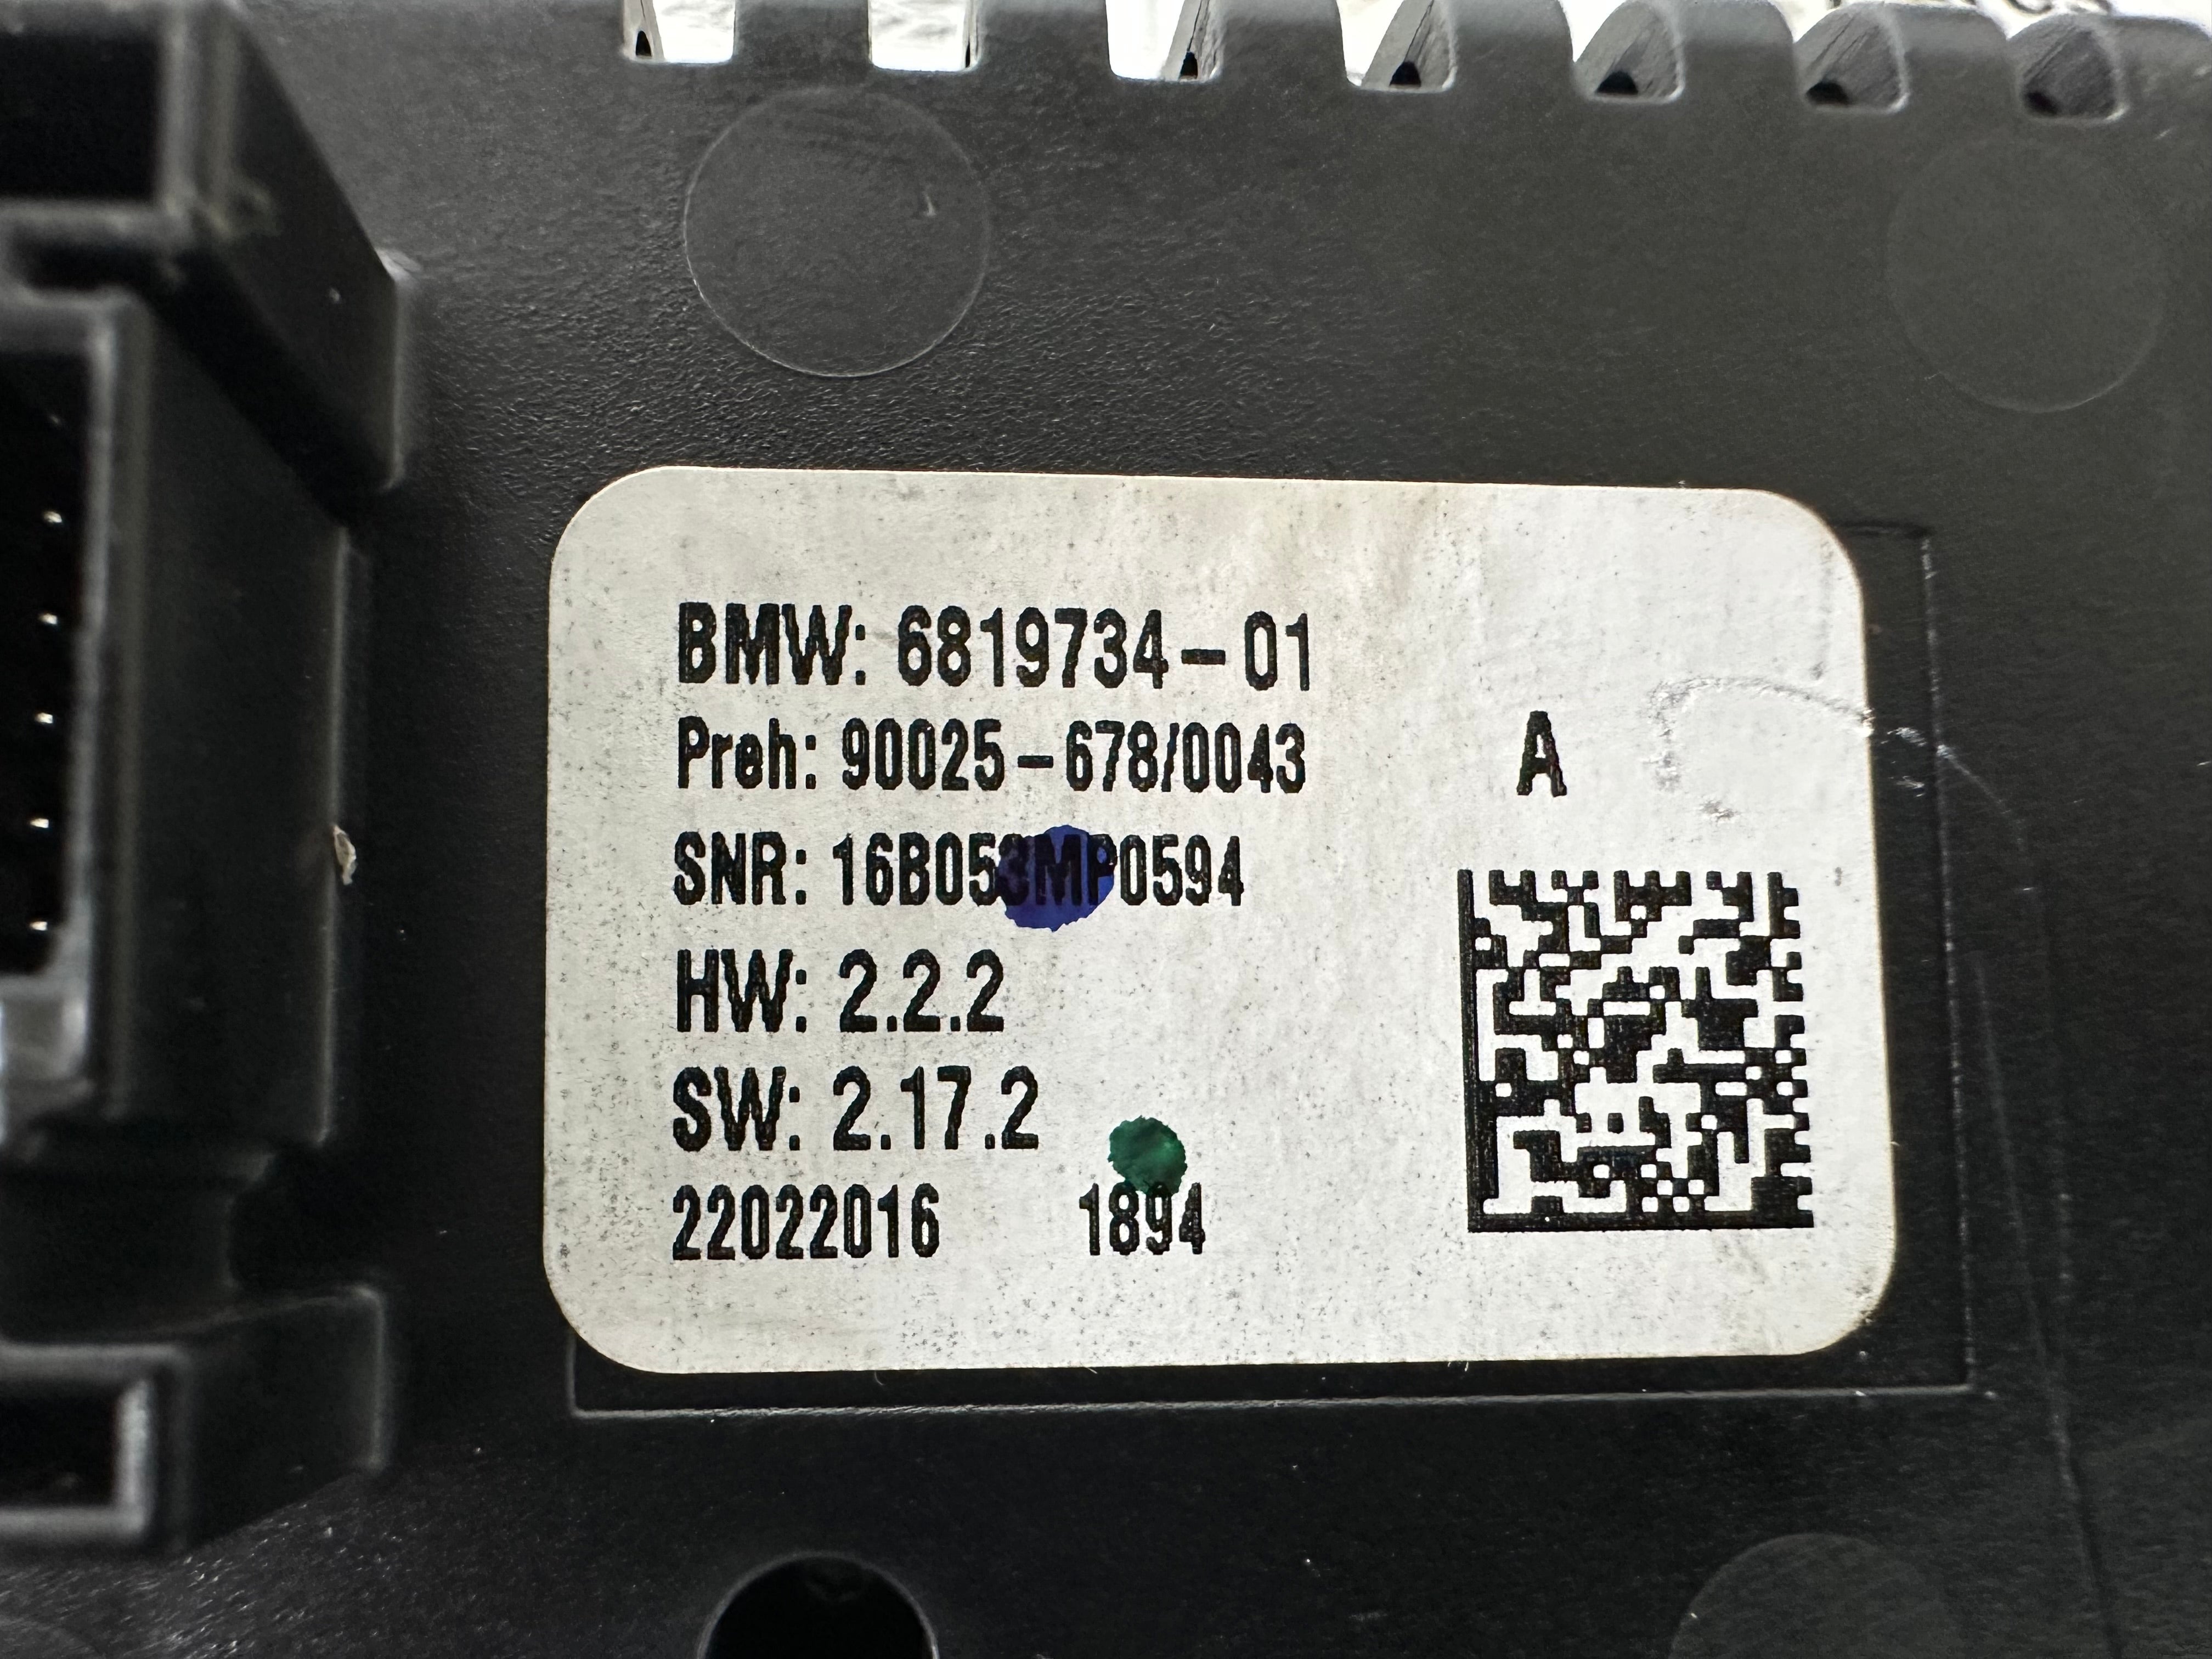 BMW: 6819734-01
Preh: 90025-678/0043
A
SNR: 16B053MP0594
HW: 2.2.2
SW: 2.17.2
22022016 1894